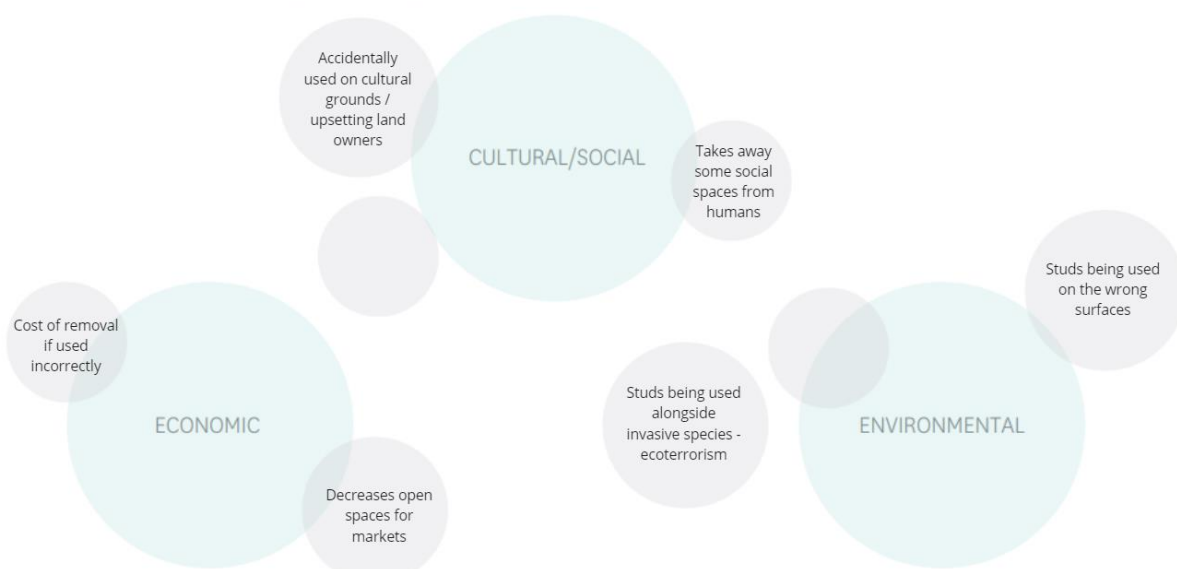 Accidentally
used on cultural
grounds /
upsetting land
owners
CULTURAL/SOCIAL
Takes away
some social
spaces from
humans
Studs being used
on the wrong
surfaces
Cost of removal
if used
incorrectly
Studs being used
alongside
invasive species -
ecoterrorism
ECONOMIC
ENVIRONMENTAL
Decreases open
spaces for
markets